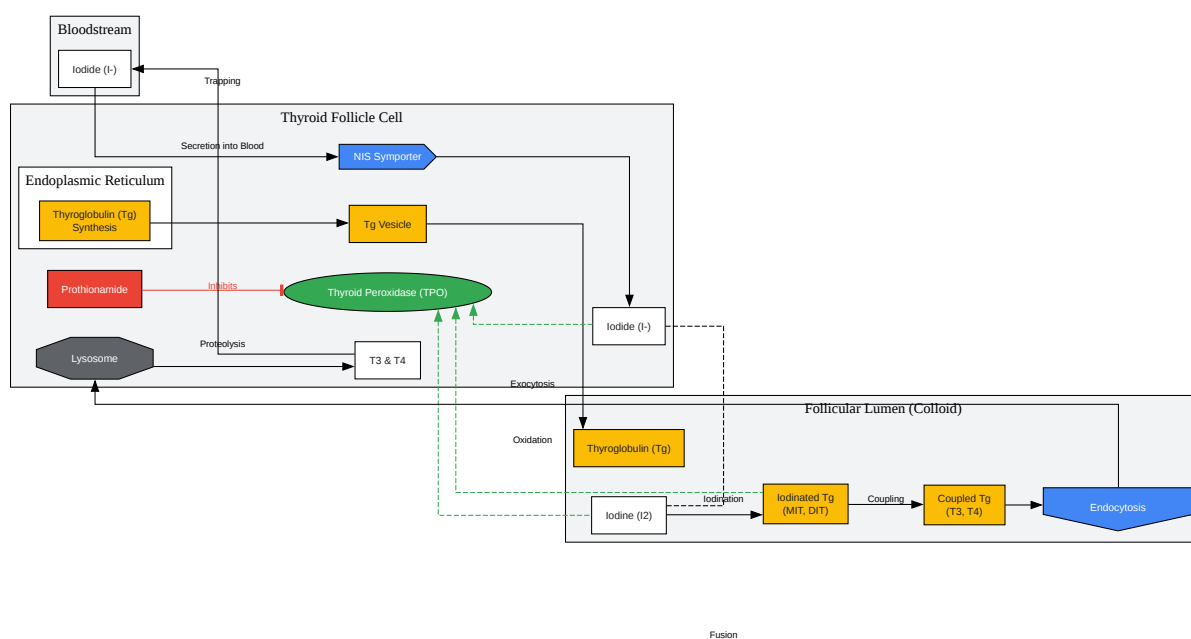 Bloodstream
Iodide (I-)
Trapping
Thyroid Follicle Cell
Secretion into Blood
NIS Symporter
Endoplasmic Reticulum
Thyroglobulin (Tg)
Synthesis
Tg Vesicle
Prothionamide
Inhibits
Thyroid Peroxidase (TPO)
Iodide (I-)
Proteolysis
Lysosome
T3 & T4
Exocytosis
Follicular Lumen (Colloid)
Oxidation
Thyroglobulin (Tg)
Iodine (I2)
Iodination
Iodinated Tg
(MIT, DIT)
Coupling
Coupled Tg
(T3, T4)
Endocytosis
Fusion